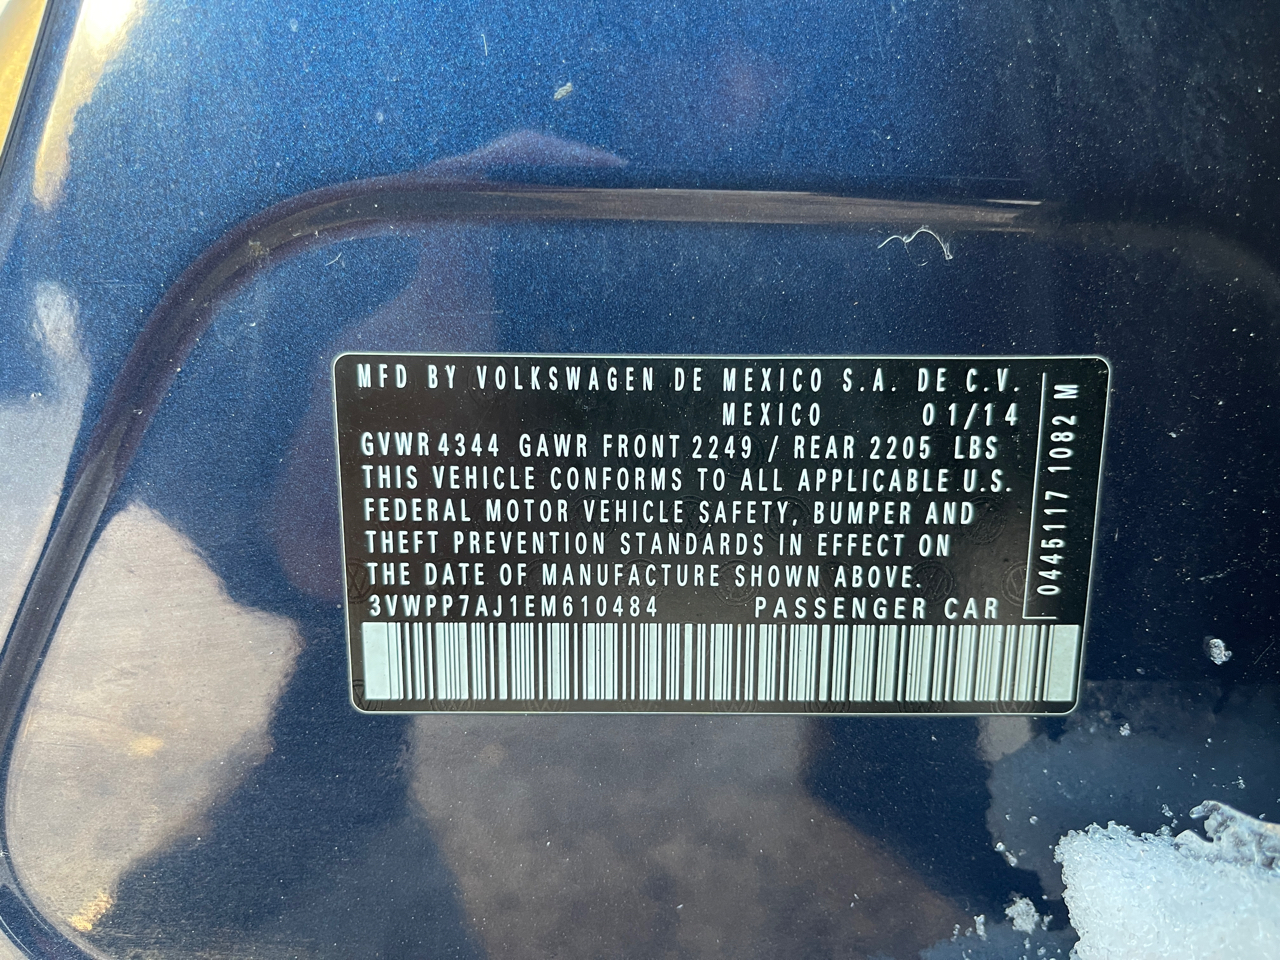 MFD BY VOLKSWAGEN DE MEXICO S.A. DE C.V.
MEXICO 01/14
GVWR 4344 GAWR FRONT 2249 / REAR 2205 LBS
THIS VEHICLE CONFORMS TO ALL APPLICABLE U.S.
FEDERAL MOTOR VEHICLE SAFETY, BUMPER AND
THEFT PREVENTION STANDARDS IN EFFECT ON
THE DATE OF MANUFACTURE SHOWN ABOVE.
3VWPP7AJ1EM610484 PASSENGER CAR
0445117 1082 M